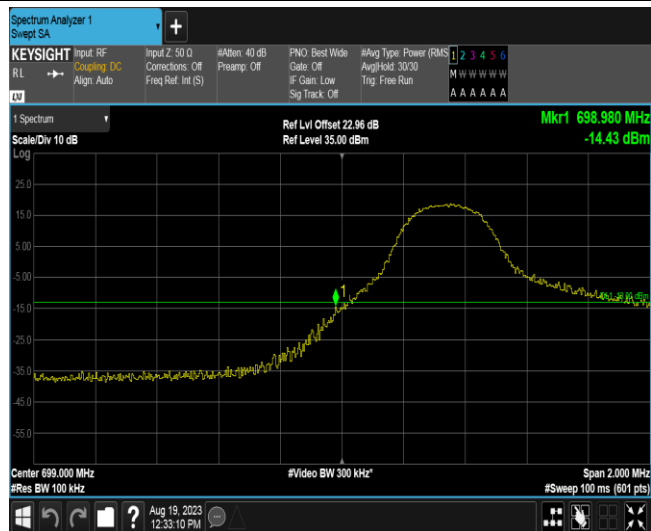 Spectrum Analyzer 1
Swept SA
+
KEYSIGHT
RL
LXI
Input: RF
Coupling: DC
Align: Auto
Input Z: 50 Ω
Corrections: Off
Freq Ref: Int (S)
#Atten: 40 dB
Preamp: Off
PNO: Best Wide
Gate: Off
IF Gain: Low
Sig Track: Off
#Avg Type: Power (RMS
Avg|Hold: 30/30
Trig: Free Run
1 2 3 4 5 6
M W W W W W
A A A A A A
1 Spectrum
Scale/Div 10 dB
Ref Lvl Offset 22.96 dB
Ref Level 35.00 dBm
Mkr1 698.980 MHz
-14.43 dBm
Log
25.0
15.0
5.00
-5.00
1
-15.0
-25.0
-35.0
-45.0
-55.0
Center 699.000 MHz
#Res BW 100 kHz
#Video BW 300 kHz*
Span 2.000 MHz
#Sweep 100 ms (601 pts)
?
Aug 19, 2023
12:33:10 PM